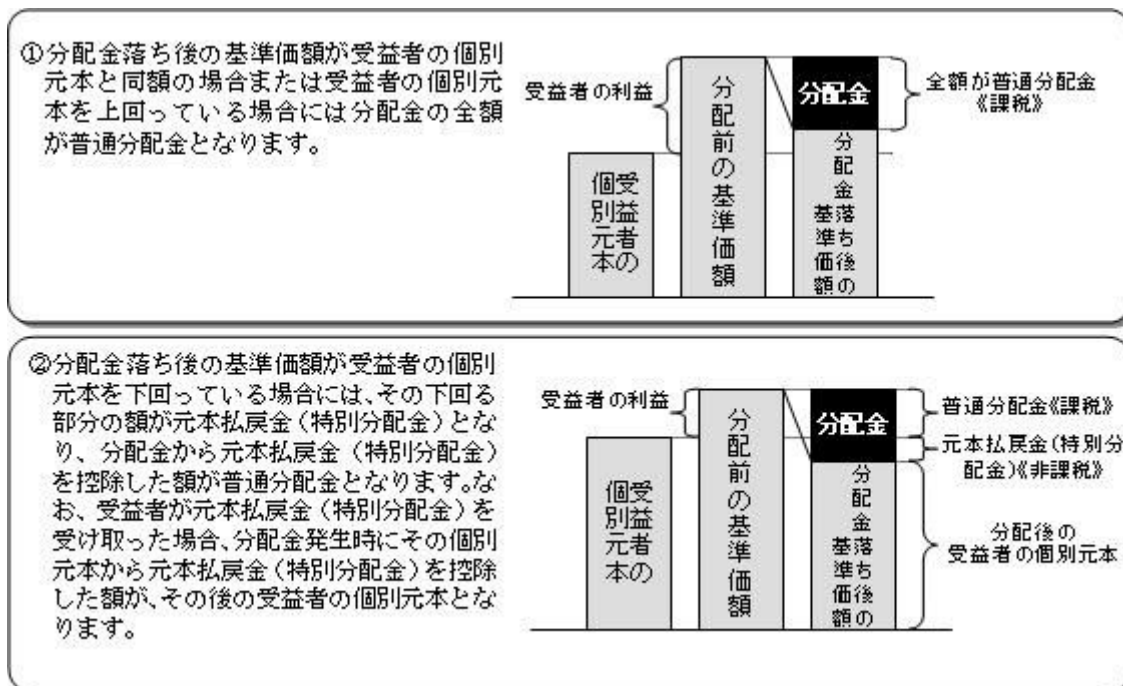 ①分配金落ち後の基準価額が受益者の個別
元本と同額の場合または受益者の個別元
本を上回っている場合には分配金の全額
が普通分配金となります。
受益者の利益
受益者の
個別元本
分配前の基準価額
分配金
分配金落ち後の
基準価額
全額が普通分配金
《課税》
②分配金落ち後の基準価額が受益者の個別
元本を下回っている場合には、その下回る
部分の額が元本払戻金(特別分配金)とな
り、分配金から元本払戻金(特別分配金)
を控除した額が普通分配金となります。な
お、受益者が元本払戻金(特別分配金)を
受け取った場合、分配金発生時にその個別
元本から元本払戻金(特別分配金)を控除
した額が、その後の受益者の個別元本とな
ります。
受益者の利益
受益者の
個別元本
分配前の基準価額
分配金
分配金落ち後の
基準価額
普通分配金《課税》
元本払戻金(特別分
配金)《非課税》
分配後の
受益者の個別元本